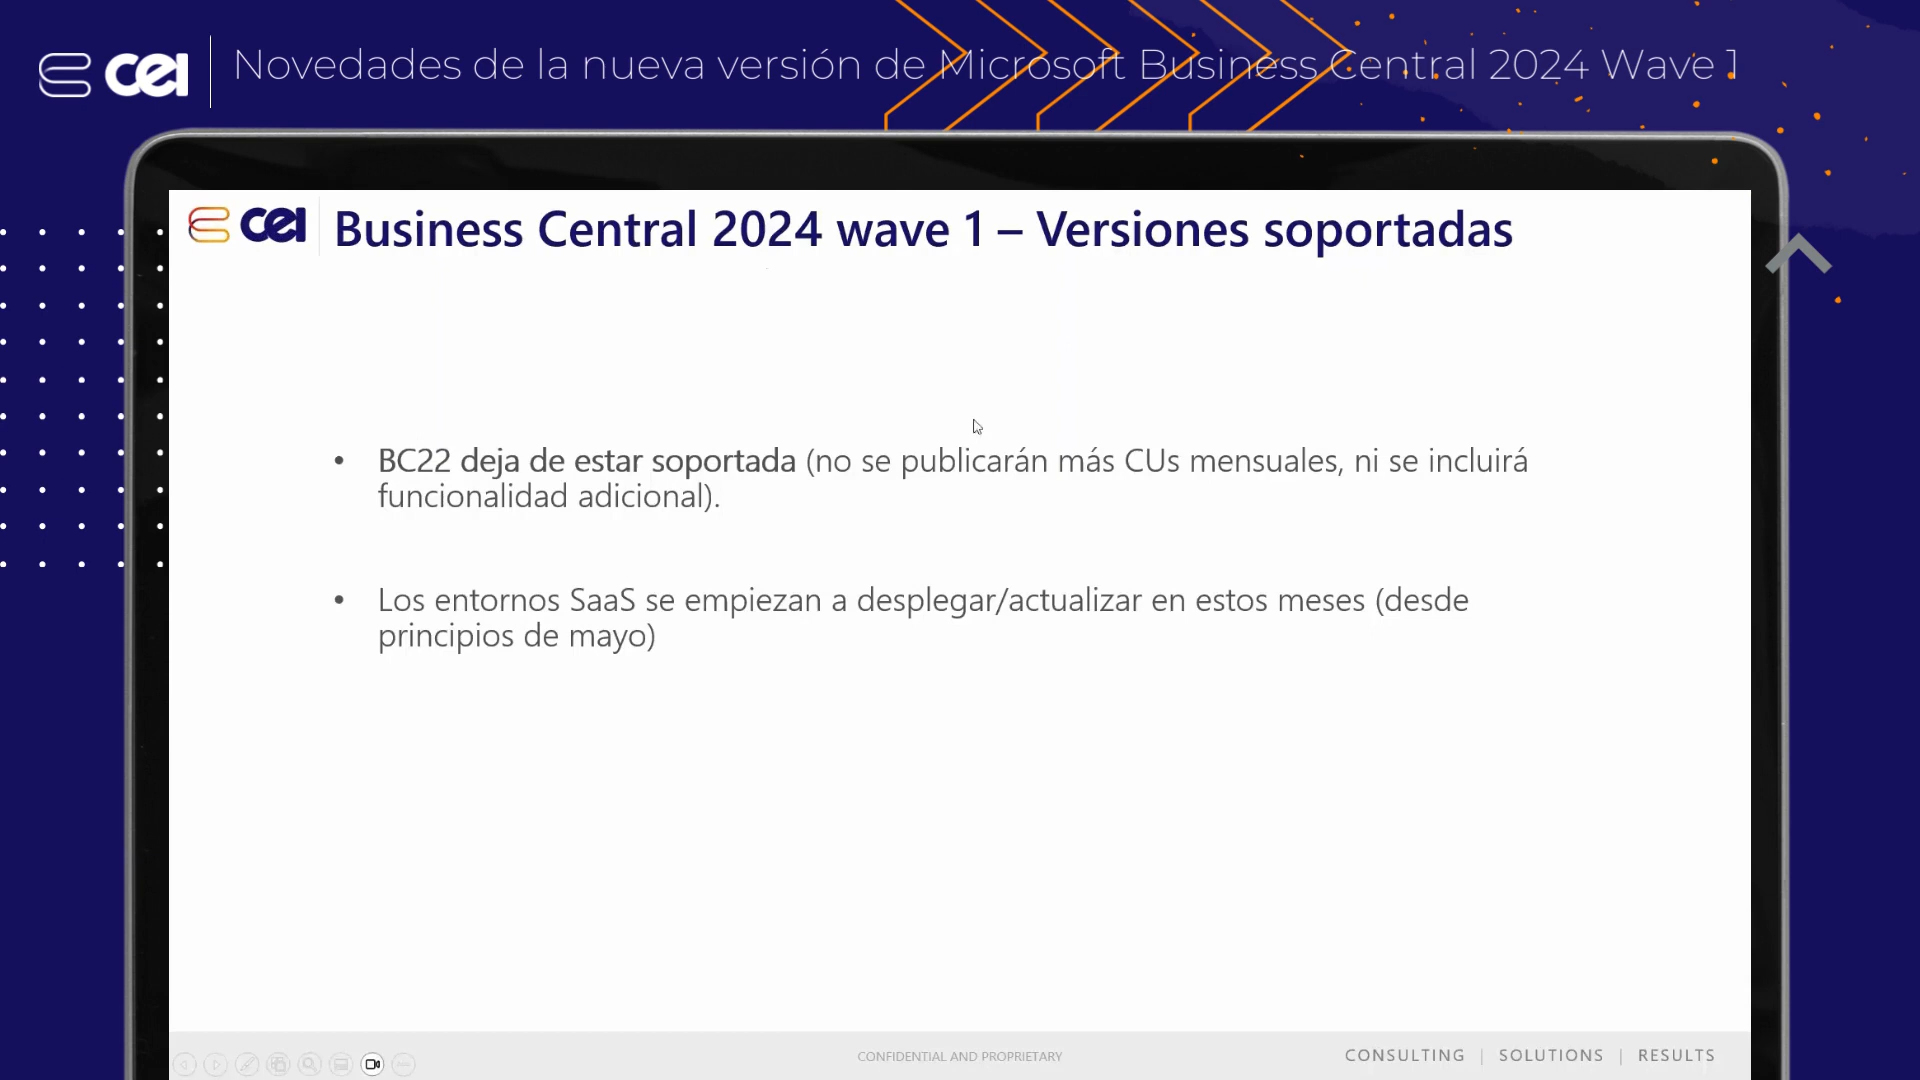 cei
Novedades de la nueva versión de Microsoft Business Central 2024 Wave 1
cei
Business Central 2024 wave 1 – Versiones soportadas
• BC22 deja de estar soportada (no se publicarán más CUs mensuales, ni se incluirá
funcionalidad adicional).
• Los entornos SaaS se empiezan a desplegar/actualizar en estos meses (desde
principios de mayo)
CONFIDENTIAL AND PROPRIETARY
CONSULTING | SOLUTIONS | RESULTS